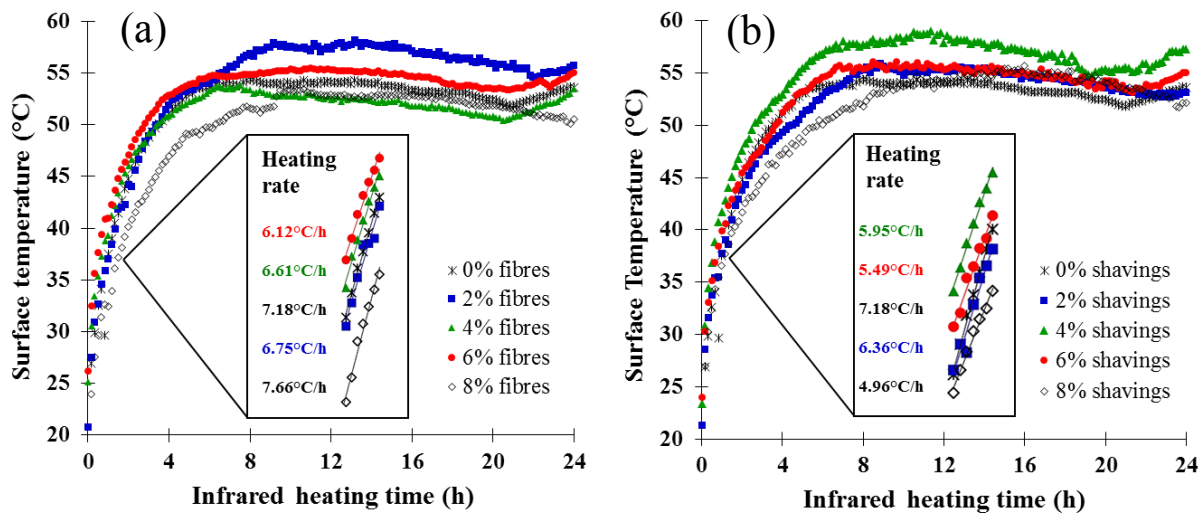 (a)
60
55
50
45
40
35
30
25
20
Surface temperature (°C)
Heating
rate
6.12°C/h
6.61°C/h
7.18°C/h
6.75°C/h
7.66°C/h
0% fibres
2% fibres
4% fibres
6% fibres
8% fibres
0 4 8 12 16 20 24
Infrared heating time (h)
(b)
60
55
50
45
40
35
30
25
20
Surface Temperature (°C)
Heating
rate
5.95°C/h
5.49°C/h
7.18°C/h
6.36°C/h
4.96°C/h
0% shavings
2% shavings
4% shavings
6% shavings
8% shavings
0 4 8 12 16 20 24
Infrared heating time (h)